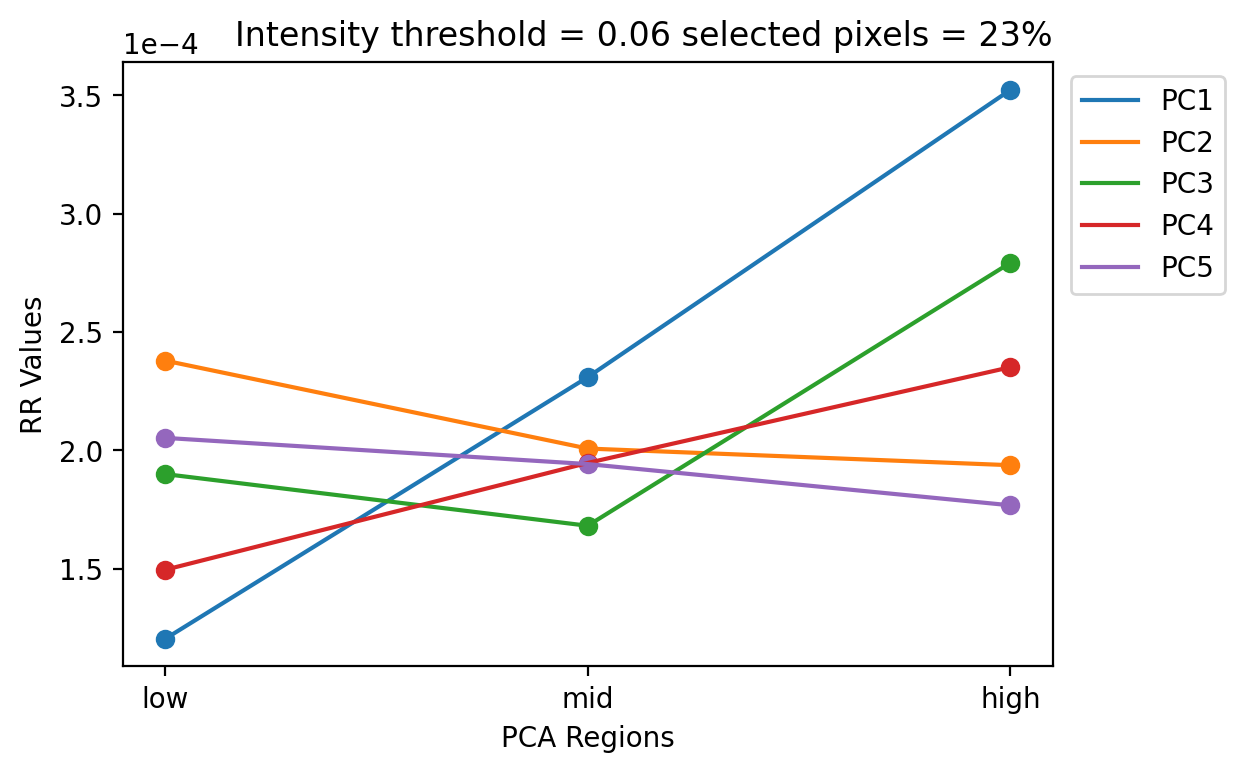 1e−4
Intensity threshold = 0.06 selected pixels = 23%
3.5
3.0
2.5
2.0
1.5
RR Values
low
mid
high
PCA Regions
PC1
PC2
PC3
PC4
PC5